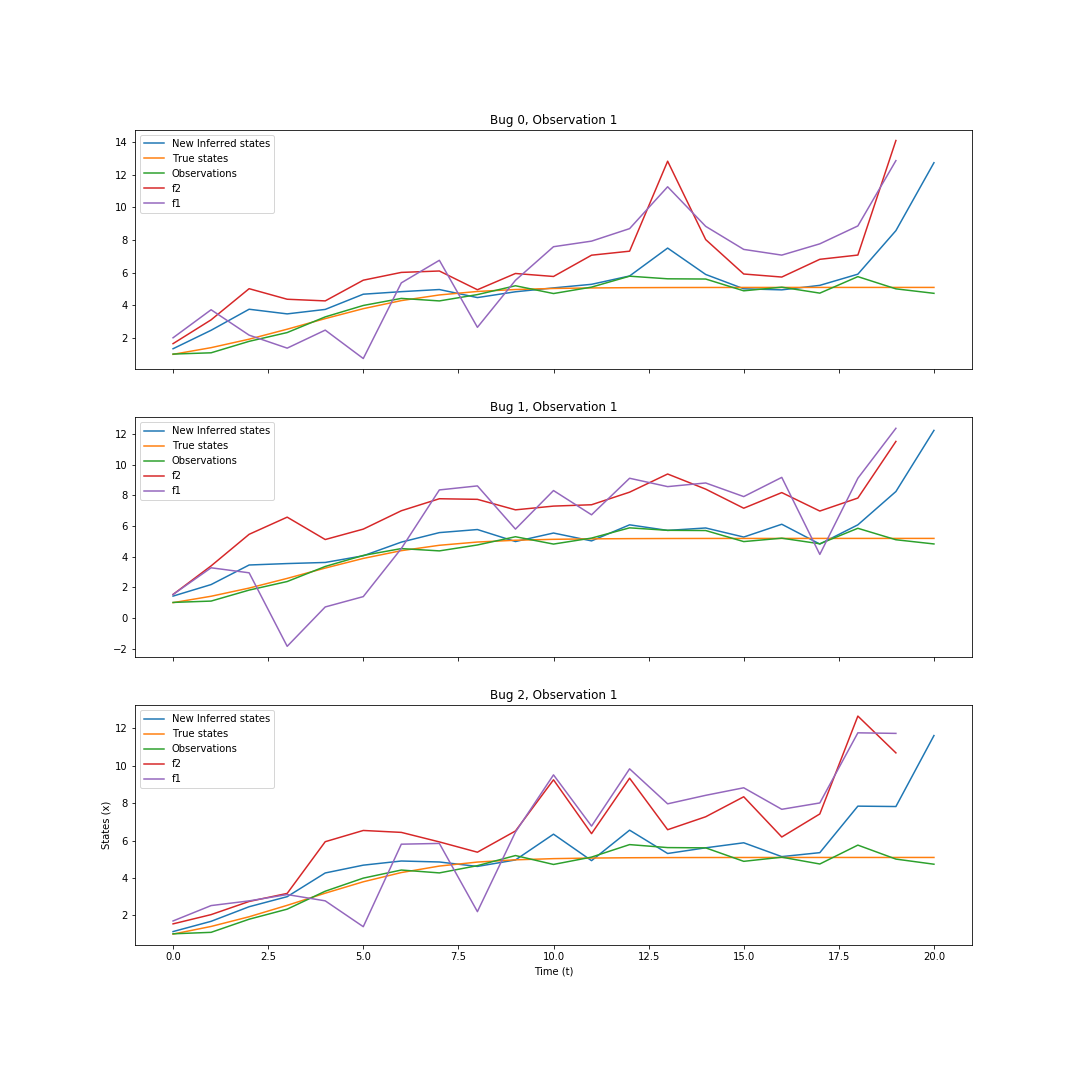 Bug 0, Observation 1
New Inferred states
True states
Observations
f2
f1
14
12
10
8
6
4
2
Bug 1, Observation 1
New Inferred states
True states
Observations
f2
f1
12
10
8
6
4
2
0
−2
Bug 2, Observation 1
New Inferred states
True states
Observations
f2
f1
12
10
8
6
4
2
States (x)
0.0 2.5 5.0 7.5 10.0 12.5 15.0 17.5 20.0
Time (t)